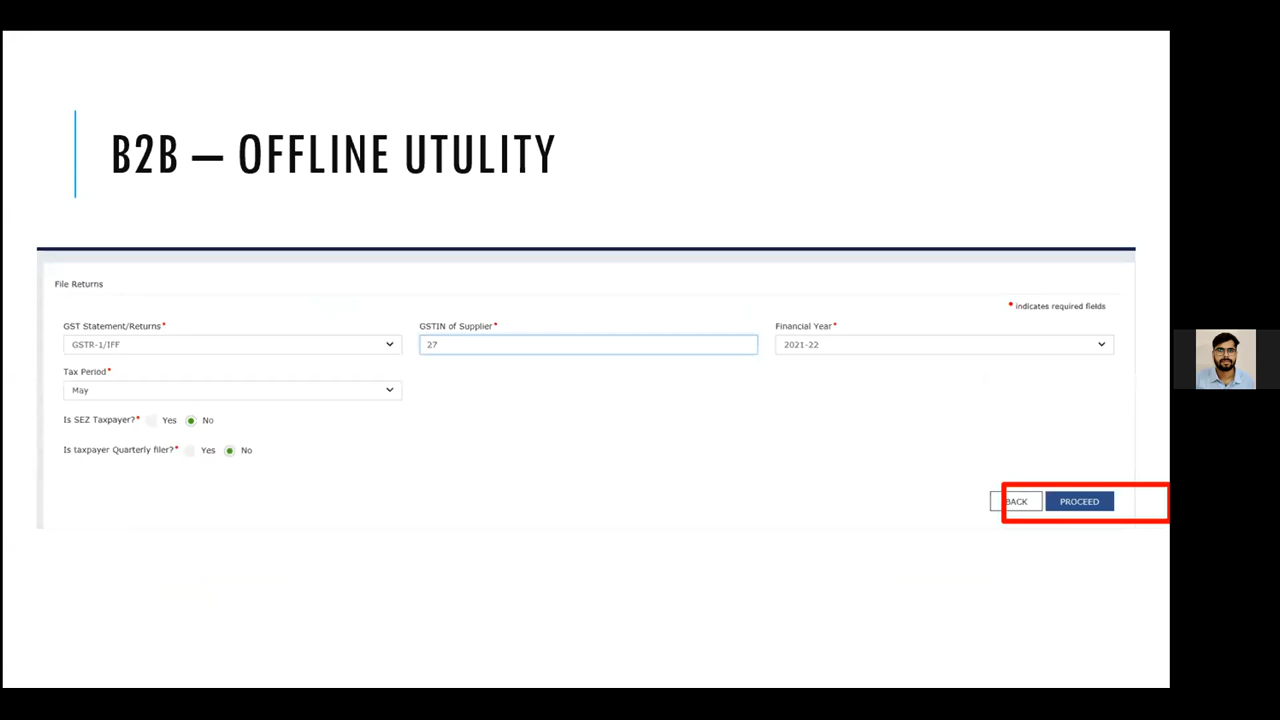 B2B – OFFLINE UTULITY
File Returns
* indicates required fields
GST Statement/Returns* GSTIN of Supplier* Financial Year*
GSTR-1/IFF 27 2021-22
Tax Period*
May
Is SEZ Taxpayer?* Yes No
Is taxpayer Quarterly filer?* Yes No
BACK PROCEED